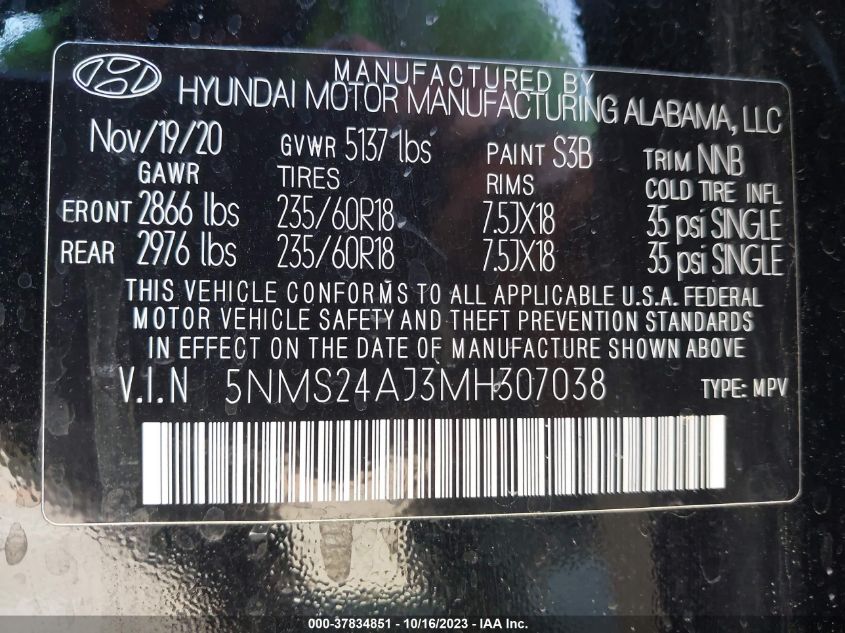 MANUFACTURED BY
HYUNDAI MOTOR MANUFACTURING ALABAMA, LLC
Nov/19/20 GVWR 5137 lbs PAINT S3B TRIM NNB
GAWR TIRES RIMS COLD TIRE INFL
FRONT 2866 lbs 235/60R18 7.5JX18 35 psi SINGLE
REAR 2976 lbs 235/60R18 7.5JX18 35 psi SINGLE
THIS VEHICLE CONFORMS TO ALL APPLICABLE U.S.A. FEDERAL
MOTOR VEHICLE SAFETY AND THEFT PREVENTION STANDARDS
IN EFFECT ON THE DATE OF MANUFACTURE SHOWN ABOVE.
V.I.N 5NMS24AJ3MH307038 TYPE: MPV
000-37834851 - 10/16/2023 - © IAA, Inc.